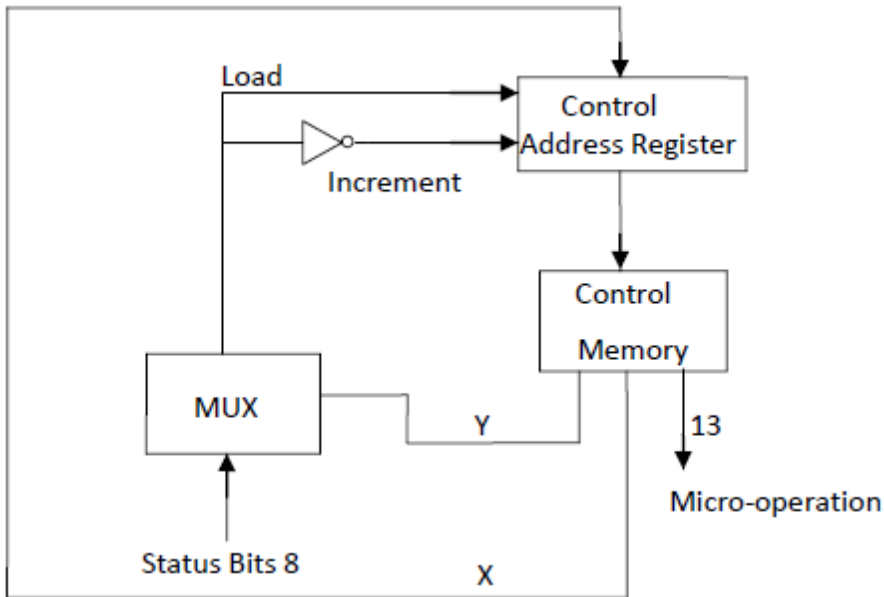 Load
Control
Address Register
Increment
Control
Memory
MUX
Y
13
Micro-operation
Status Bits 8
X